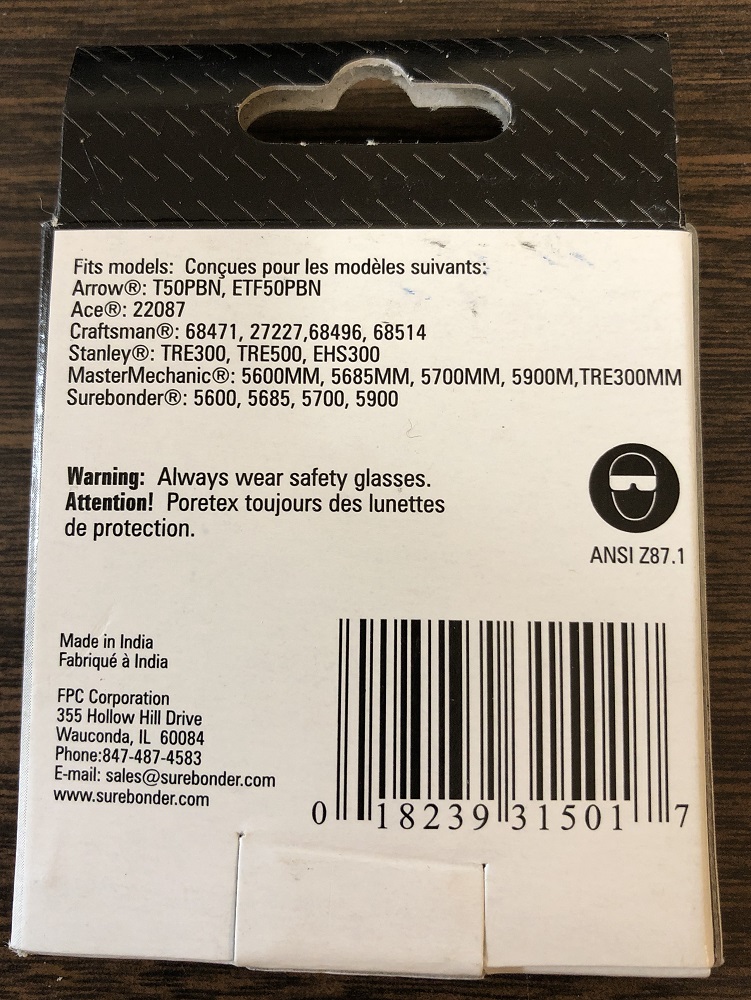 Fits models: Conçues pour les modèles suivants:
Arrow®: T50PBN, ETF50PBN
Ace®: 22087
Craftsman®: 68471, 27227,68496, 68514
Stanley®: TRE300, TRE500, EHS300
MasterMechanic®: 5600MM, 5685MM, 5700MM, 5900M,TRE300MM
Surebonder®: 5600, 5685, 5700, 5900
Warning: Always wear safety glasses.
Attention! Poretex toujours des lunettes
de protection.
ANSI Z87.1
Made in India
Fabriqué à India
FPC Corporation
355 Hollow Hill Drive
Wauconda, IL 60084
Phone:847-487-4583
E-mail: sales@surebonder.com
www.surebonder.com
0 18239 31501 7